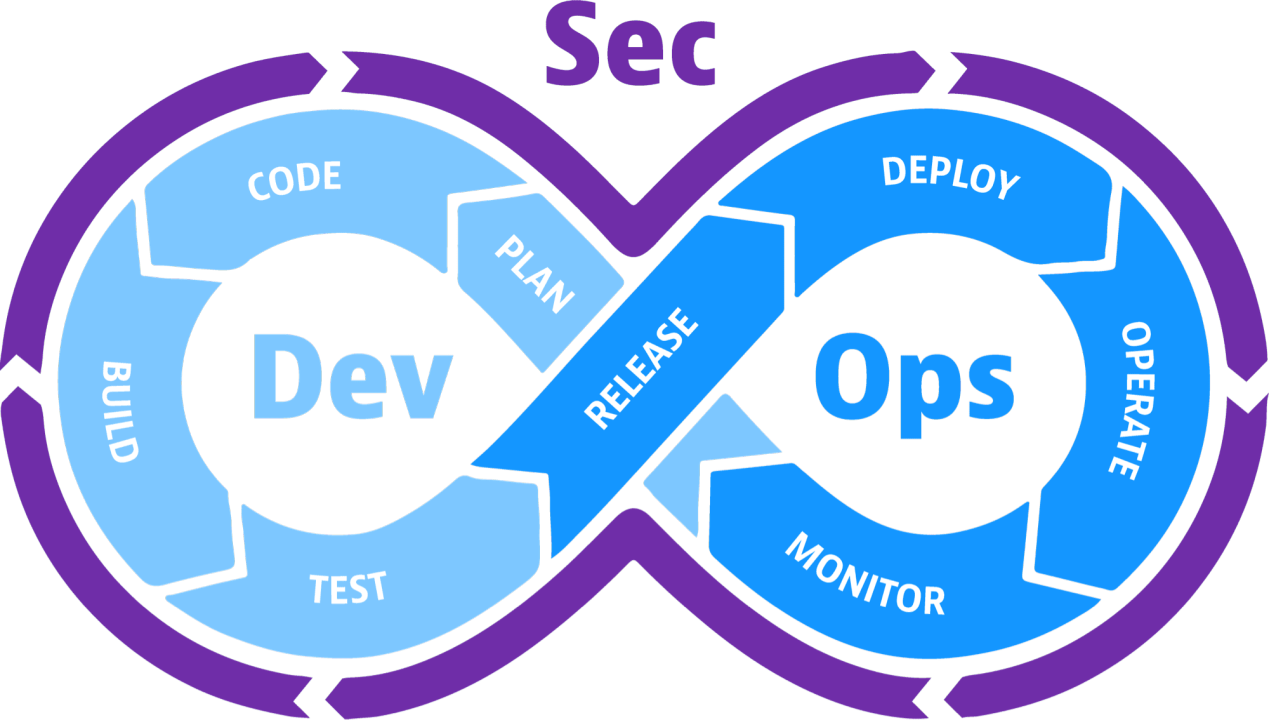 Sec
CODE
DEPLOY
PLAN
RELEASE
OPERATE
Dev
Ops
BUILD
TEST
MONITOR